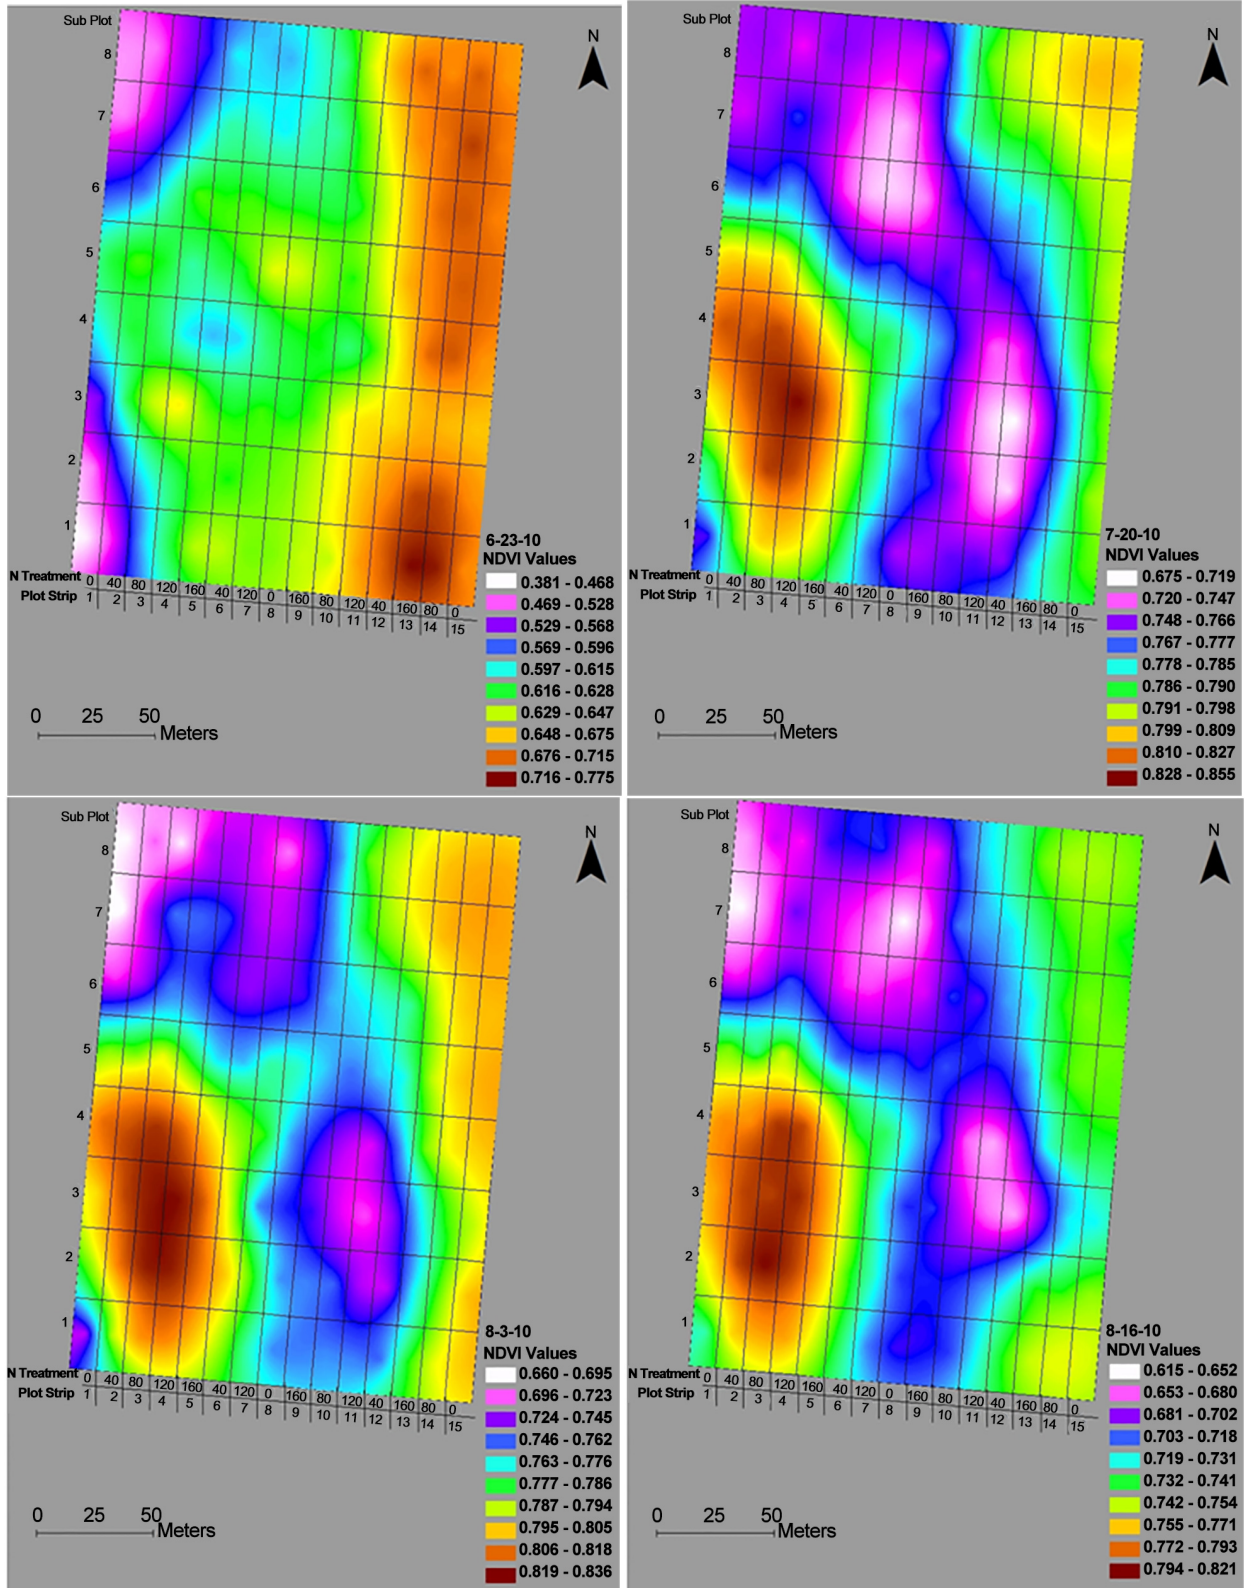 Sub Plot
N
8
7
6
5
4
3
2
1
N Treatment 0 40 80 120 160 40 120 0 160 80 120 40 160 80 0
Plot Strip 1 2 3 4 5 6 7 8 9 10 11 12 13 14 15
6-23-10
NDVI Values
0.381 - 0.468
0.469 - 0.528
0.529 - 0.568
0.569 - 0.596
0.597 - 0.615
0.616 - 0.628
0.629 - 0.647
0.648 - 0.675
0.676 - 0.715
0.716 - 0.775
0 25 50
Meters
Sub Plot
N
8
7
6
5
4
3
2
1
N Treatment 0 40 80 120 160 40 120 0 160 80 120 40 160 80 0
Plot Strip 1 2 3 4 5 6 7 8 9 10 11 12 13 14 15
7-20-10
NDVI Values
0.675 - 0.719
0.720 - 0.747
0.748 - 0.766
0.767 - 0.777
0.778 - 0.785
0.786 - 0.790
0.791 - 0.798
0.799 - 0.809
0.810 - 0.827
0.828 - 0.855
0 25 50
Meters
Sub Plot
N
8
7
6
5
4
3
2
1
N Treatment 0 40 80 120 160 40 120 0 160 80 120 40 160 80 0
Plot Strip 1 2 3 4 5 6 7 8 9 10 11 12 13 14 15
8-3-10
NDVI Values
0.660 - 0.695
0.696 - 0.723
0.724 - 0.745
0.746 - 0.762
0.763 - 0.776
0.777 - 0.786
0.787 - 0.794
0.795 - 0.805
0.806 - 0.818
0.819 - 0.836
0 25 50
Meters
Sub Plot
N
8
7
6
5
4
3
2
1
N Treatment 0 40 80 120 160 40 120 0 160 80 120 40 160 80 0
Plot Strip 1 2 3 4 5 6 7 8 9 10 11 12 13 14 15
8-16-10
NDVI Values
0.615 - 0.652
0.653 - 0.680
0.681 - 0.702
0.703 - 0.718
0.719 - 0.731
0.732 - 0.741
0.742 - 0.754
0.755 - 0.771
0.772 - 0.793
0.794 - 0.821
0 25 50
Meters